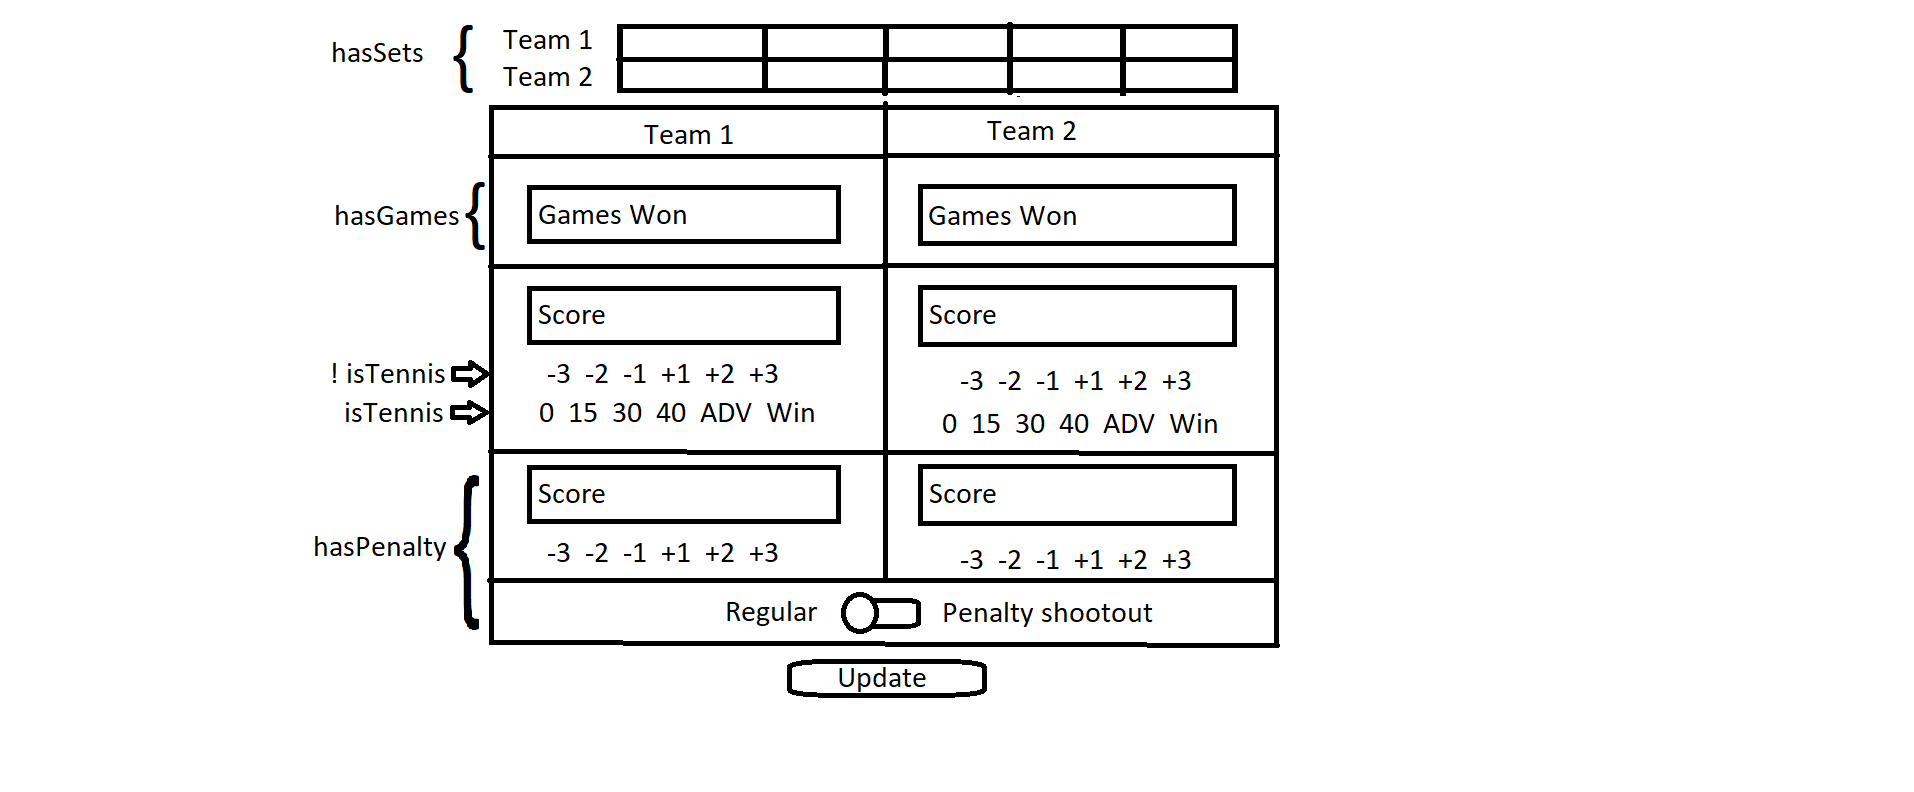 hasSets { Team 1
Team 2
Team 1 Team 2
hasGames { Games Won Games Won
Score Score
! isTennis -3 -2 -1 +1 +2 +3 -3 -2 -1 +1 +2 +3
isTennis 0 15 30 40 ADV Win 0 15 30 40 ADV Win
Score Score
hasPenalty { -3 -2 -1 +1 +2 +3 -3 -2 -1 +1 +2 +3
Regular Penalty shootout
Update